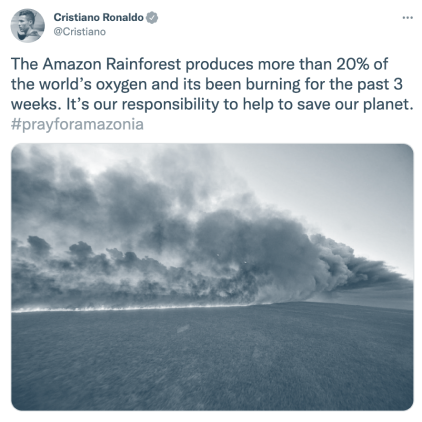 Cristiano Ronaldo
@Cristiano
The Amazon Rainforest produces more than 20% of
the world's oxygen and its been burning for the past 3
weeks. It's our responsibility to help to save our planet.
#prayforamazonia